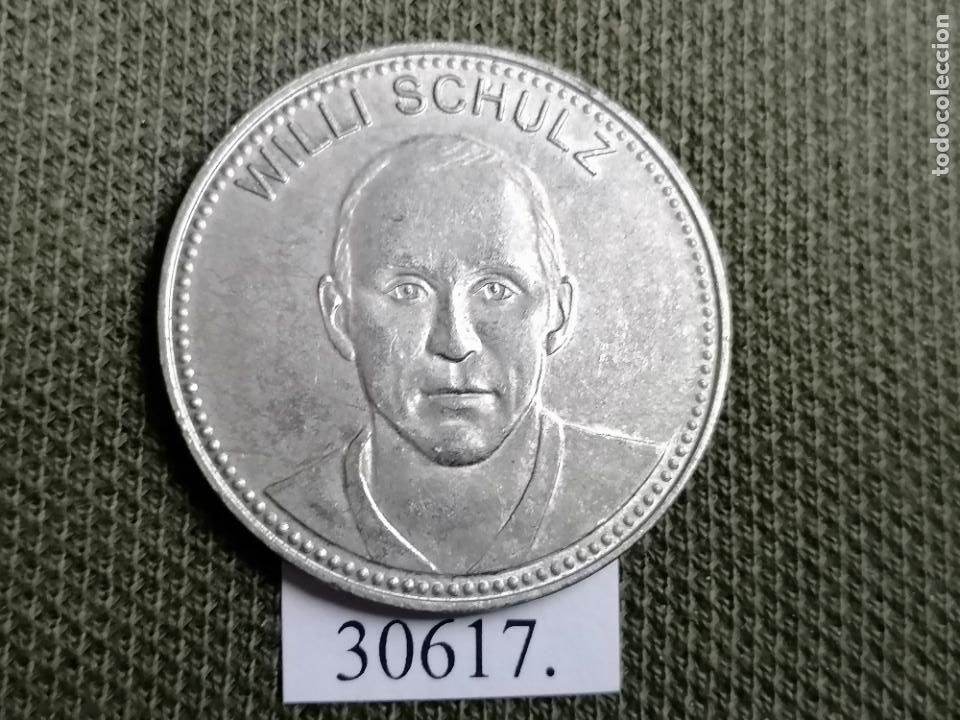 WILLI SCHULZ
30617.
todocoleccion